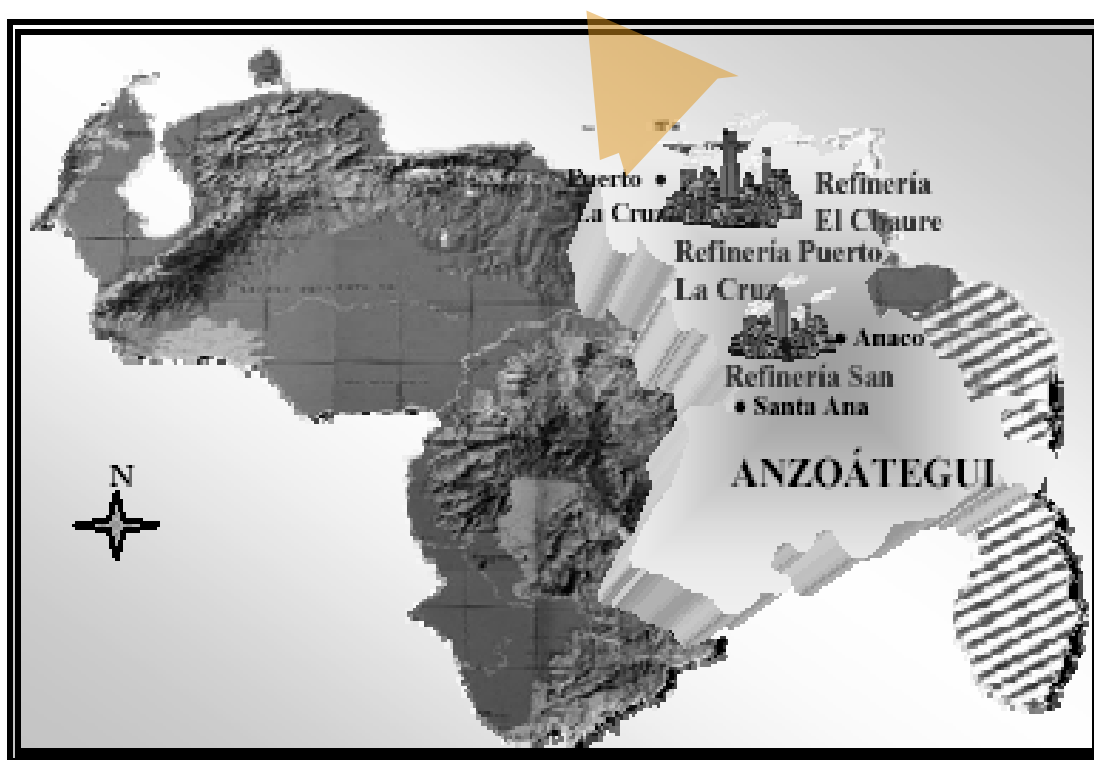 Puerto
La Cruz
Refinería
El Chaure
Refinería Puerto
La Cruz
Anaco
Refinería San
Santa Ana
ANZOÁTEGUI
N